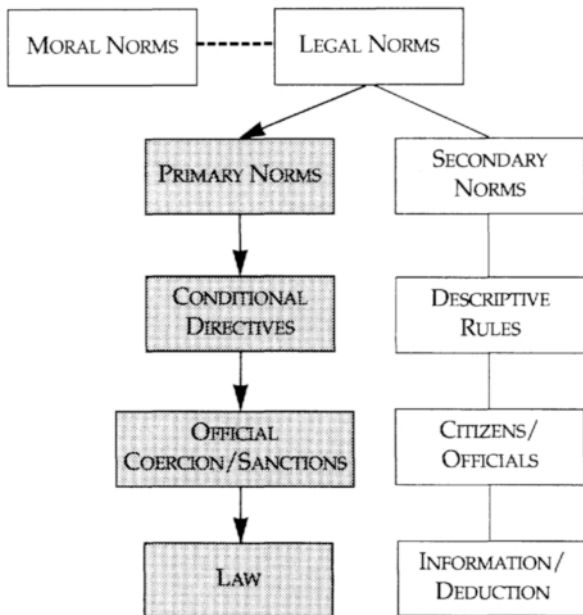 MORAL NORMS
LEGAL NORMS
PRIMARY NORMS
SECONDARY
NORMS
CONDITIONAL
DIRECTIVES
DESCRIPTIVE
RULES
OFFICIAL
COERCION/SANCTIONS
CITIZENS/
OFFICIALS
LAW
INFORMATION/
DEDUCTION